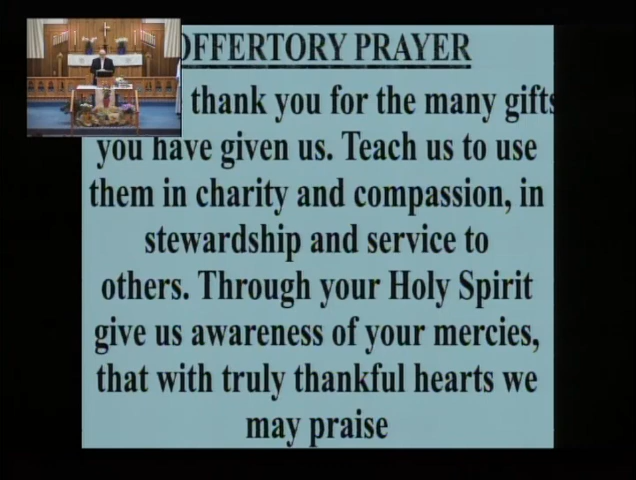 OFFERTORY PRAYER
thank you for the many gifts
you have given us. Teach us to use
them in charity and compassion, in
stewardship and service to
others. Through your Holy Spirit
give us awareness of your mercies,
that with truly thankful hearts we
may praise